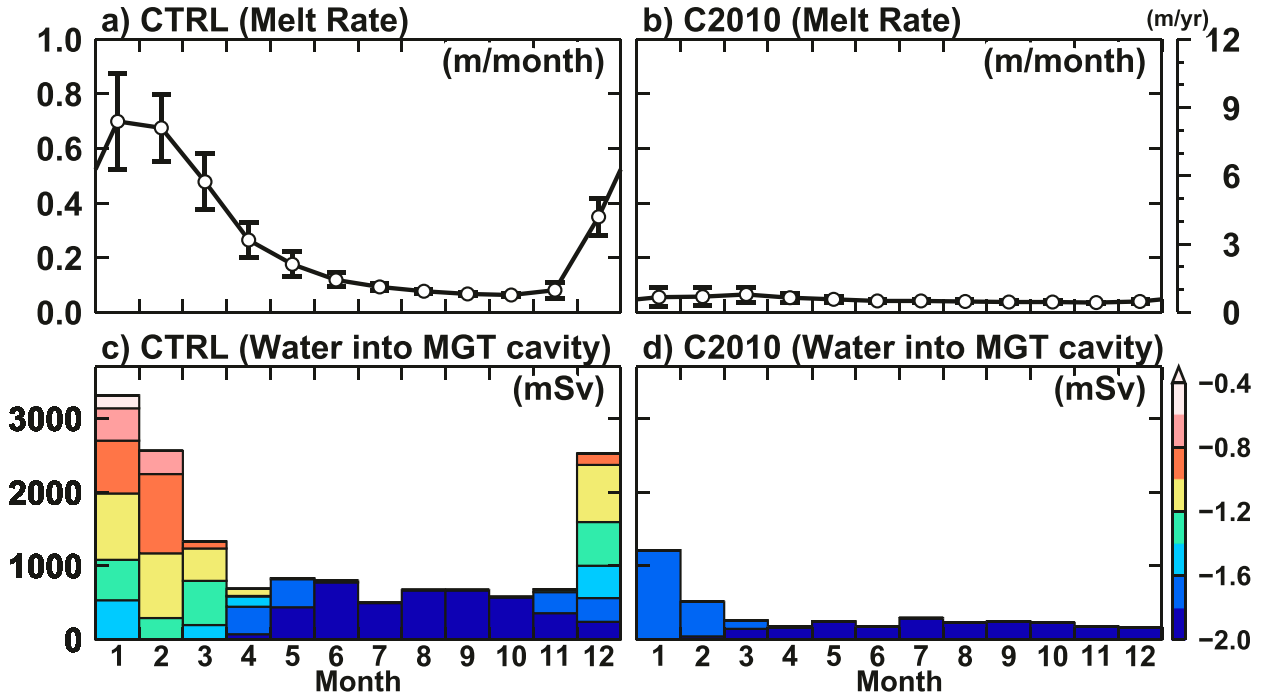 a) CTRL (Melt Rate)
b) C2010 (Melt Rate)
(m/yr)
1.0
0.8
0.6
0.4
0.2
0.0
(m/month)
(m/month)
12
9
6
3
0
c) CTRL (Water into MGT cavity)
d) C2010 (Water into MGT cavity)
(mSv)
(mSv)
3000
2000
1000
0
−0.4
−0.8
−1.2
−1.6
−2.0
1 2 3 4 5 6 7 8 9 10 11 12
1 2 3 4 5 6 7 8 9 10 11 12
Month
Month